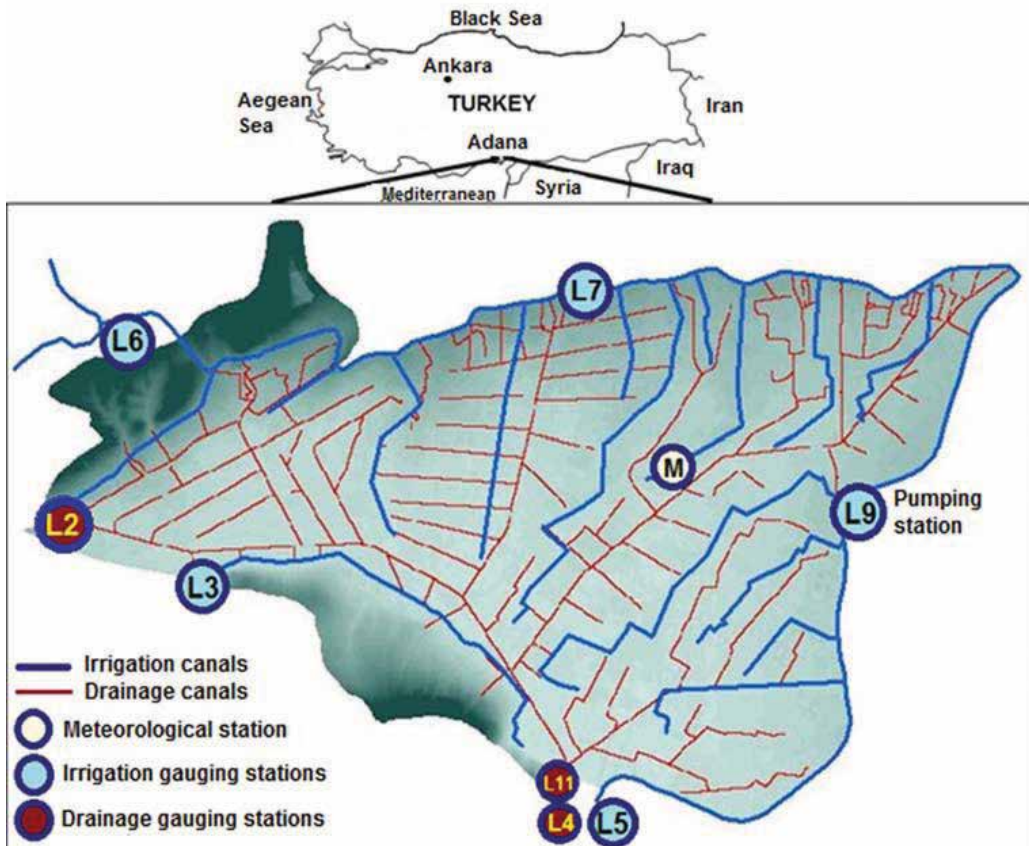 Black Sea
Ankara
Aegean
Sea
TURKEY
Iran
Adana
Iraq
Mediterranean
Syria
L7
L6
M
L2
L9
Pumping
station
L3
Irrigation canals
Drainage canals
Meteorological station
Irrigation gauging stations
Drainage gauging stations
L11
L4
L5